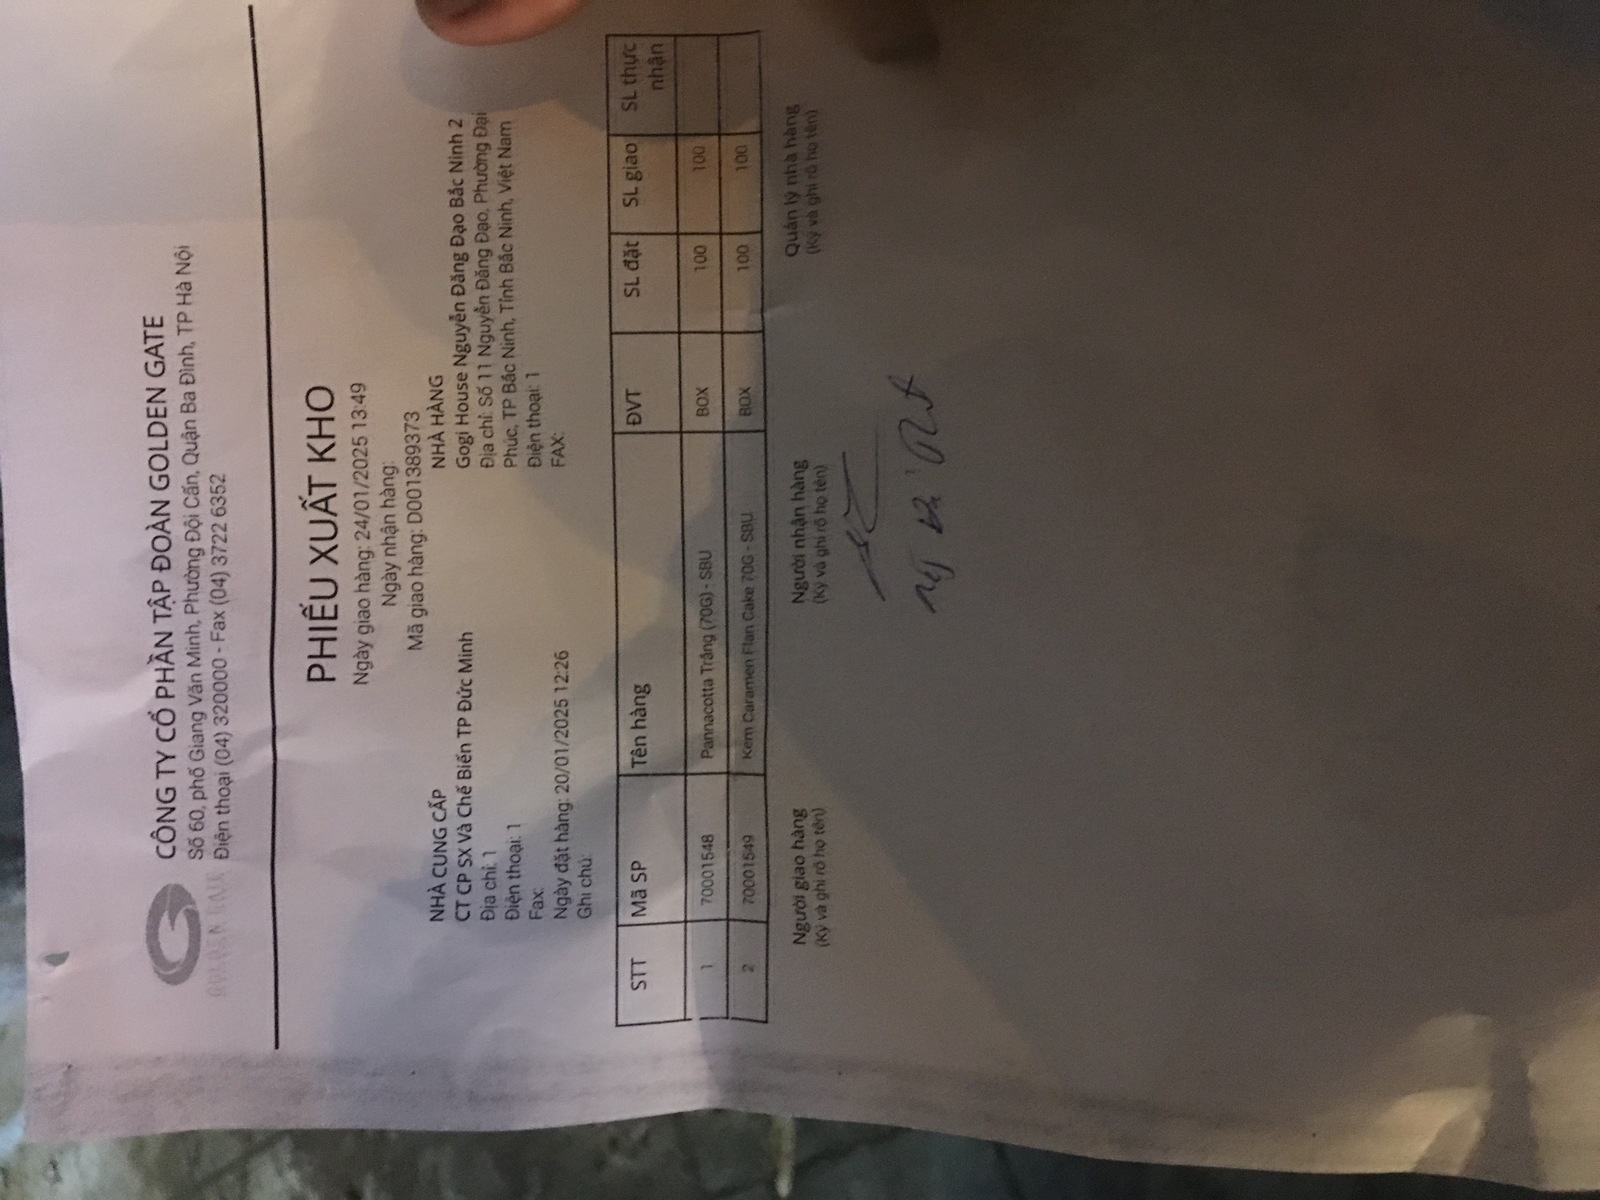 CÔNG TY CỔ PHẦN TẬP ĐOÀN GOLDEN GATE
Số 60, phố Giang Văn Minh, Phường Đội Cấn, Quận Ba Đình, TP Hà Nội
Điện thoại (04) 320000 - Fax (04) 3722 6352
PHIẾU XUẤT KHO
Ngày giao hàng: 24/01/2025 13:49
Ngày nhận hàng:
Mã giao hàng: D001389373
NHÀ CUNG CẤP
CT CP SX Và Chế Biến TP Đức Minh
Địa chỉ: 1
Điện thoại: 1
Fax:
Ngày đặt hàng: 20/01/2025 12:26
Ghi chú:
NHÀ HÀNG
Gogi House Nguyễn Đăng Đạo Bắc Ninh 2
Địa chỉ: Số 11 Nguyễn Đăng Đạo, Phường Đại
Phúc, TP Bắc Ninh, Tỉnh Bắc Ninh, Việt Nam
Điện thoại: 1
FAX:
STT Mã SP Tên hàng ĐVT SL đặt SL giao SL thực nhận
1 70001548 Pannacotta Trắng (70G) - SBU BOX 100 100
2 70001549 Kem Caramen Flan Cake 70G - SBU BOX 100 100
Người giao hàng Người nhận hàng Quản lý nhà hàng
(Ký và ghi rõ họ tên) (Ký và ghi rõ họ tên) (Ký và ghi rõ họ tên)